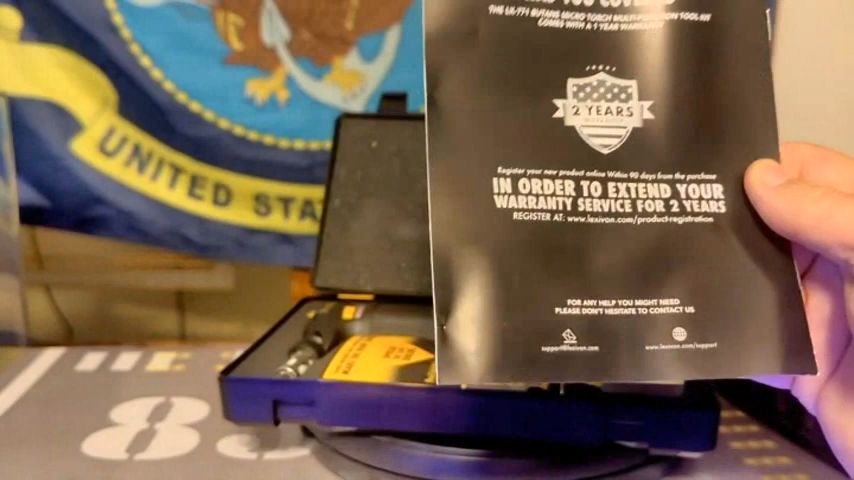 THE LX-771 BUTANE MICRO TORCH MULTI-FUNCTION TOOL KIT
COMES WITH A 1 YEAR WARRANTY
2 YEARS
Register your new product online Within 90 days from the purchase
IN ORDER TO EXTEND YOUR
WARRANTY SERVICE FOR 2 YEARS
REGISTER AT: www.lexivon.com/product-registration
FOR ANY HELP YOU MIGHT NEED
PLEASE DON'T HESITATE TO CONTACT US
support@lexivon.com
www.lexivon.com/support
UNITED STA